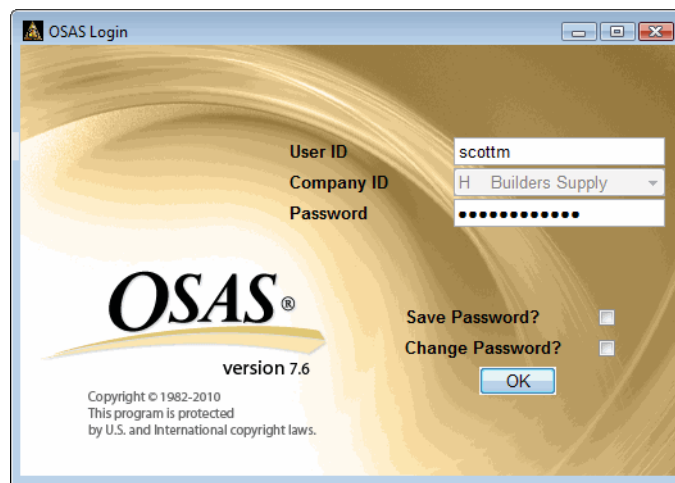 OSAS Login
User ID scottm
Company ID H Builders Supply
Password ••••••••••••
OSAS®
Save Password?
Change Password?
version 7.6
OK
Copyright © 1982-2010
This program is protected
by U.S. and International copyright laws.